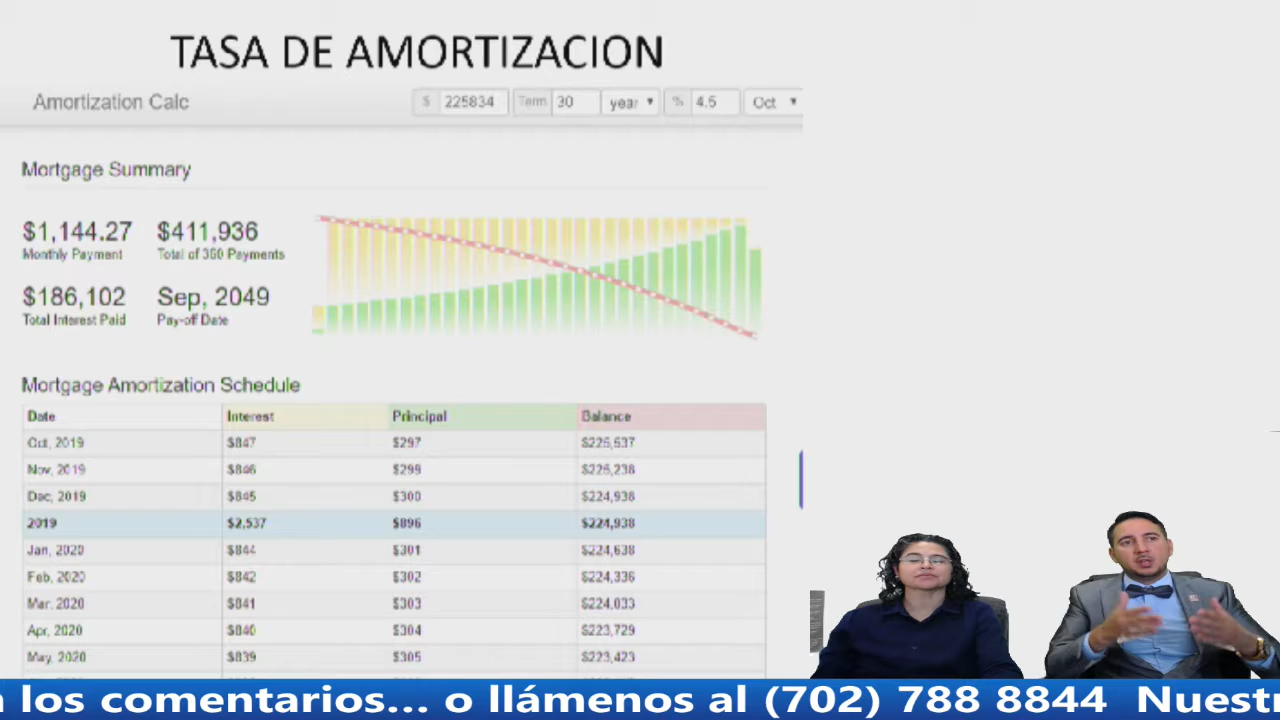 TASA DE AMORTIZACION
Amortization Calc $ 225834 Term 30 year % 4.5 Oct
Mortgage Summary
$1,144.27 $411,936
Monthly Payment Total of 360 Payments
$186,102 Sep, 2049
Total Interest Paid Pay-off Date
Mortgage Amortization Schedule
Date Interest Principal Balance
Oct, 2019 $847 $297 $225,537
Nov, 2019 $846 $299 $225,238
Dec, 2019 $845 $300 $224,938
2019 $2,537 $896 $224,938
Jan, 2020 $844 $301 $224,638
Feb, 2020 $842 $302 $224,336
Mar, 2020 $841 $303 $224,033
Apr, 2020 $840 $304 $223,729
May, 2020 $839 $305 $223,423
los comentarios... o llámenos al (702) 788 8844 Nuestr